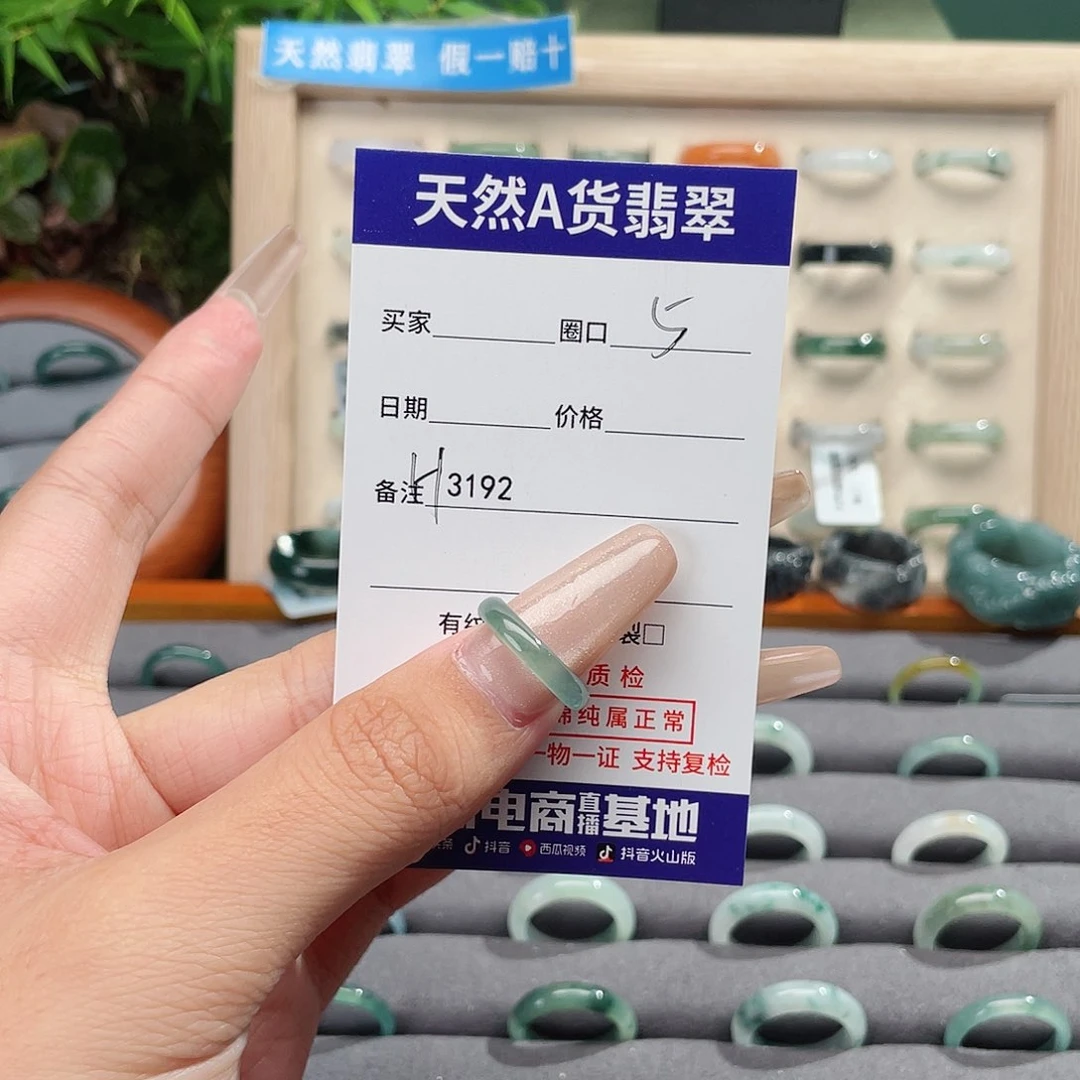 天然翡翠 假一赔十
天然A货翡翠
买家 圈口 5
日期 价格
备注 H 3192
有纹 裂□
质检
纯属正常
一物一证 支持复检
电商直播基地
抖音 西瓜视频 抖音火山版